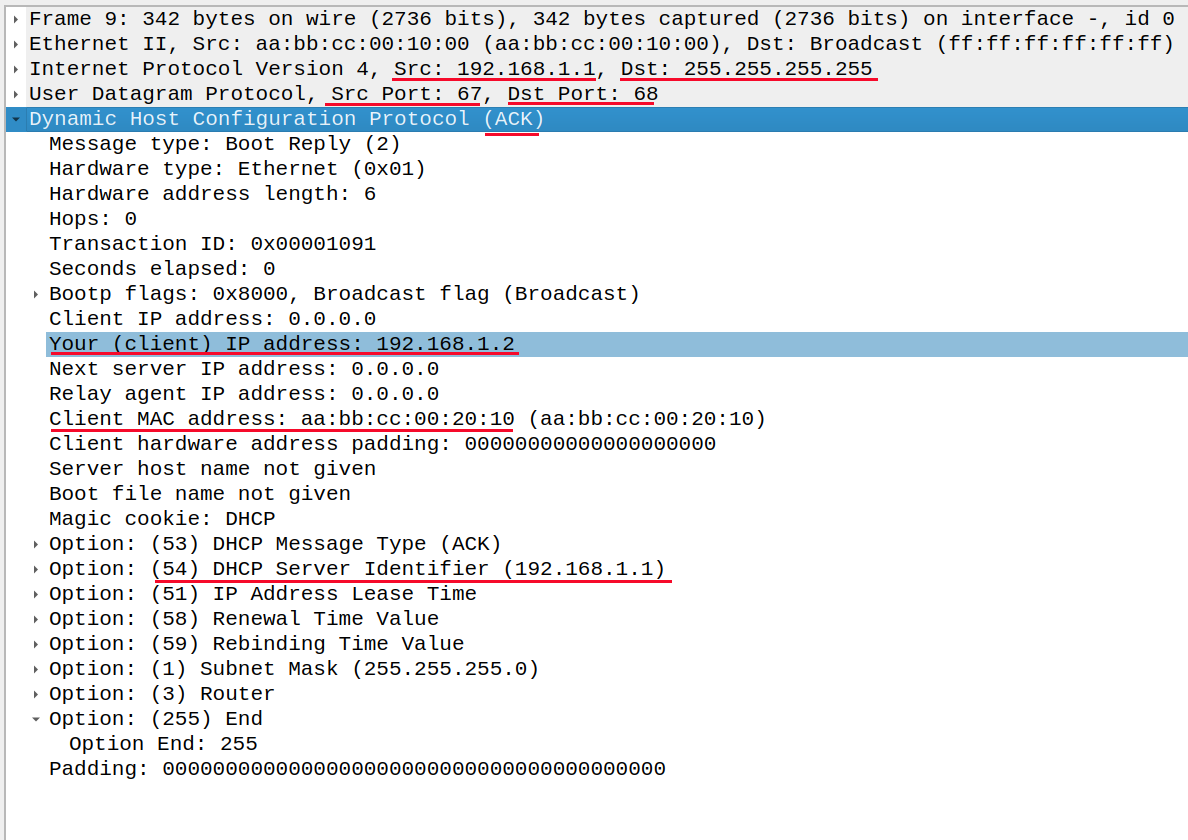 Frame 9: 342 bytes on wire (2736 bits), 342 bytes captured (2736 bits) on interface -, id 0
Ethernet II, Src: aa:bb:cc:00:10:00 (aa:bb:cc:00:10:00), Dst: Broadcast (ff:ff:ff:ff:ff:ff)
Internet Protocol Version 4, Src: 192.168.1.1, Dst: 255.255.255.255
User Datagram Protocol, Src Port: 67, Dst Port: 68
Dynamic Host Configuration Protocol (ACK)
Message type: Boot Reply (2)
Hardware type: Ethernet (0x01)
Hardware address length: 6
Hops: 0
Transaction ID: 0x00001091
Seconds elapsed: 0
Bootp flags: 0x8000, Broadcast flag (Broadcast)
Client IP address: 0.0.0.0
Your (client) IP address: 192.168.1.2
Next server IP address: 0.0.0.0
Relay agent IP address: 0.0.0.0
Client MAC address: aa:bb:cc:00:20:10 (aa:bb:cc:00:20:10)
Client hardware address padding: 00000000000000000000
Server host name not given
Boot file name not given
Magic cookie: DHCP
Option: (53) DHCP Message Type (ACK)
Option: (54) DHCP Server Identifier (192.168.1.1)
Option: (51) IP Address Lease Time
Option: (58) Renewal Time Value
Option: (59) Rebinding Time Value
Option: (1) Subnet Mask (255.255.255.0)
Option: (3) Router
Option: (255) End
Option End: 255
Padding: 0000000000000000000000000000000000000000